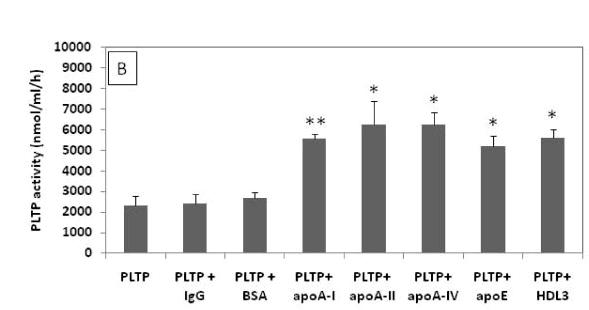 B
PLTP activity (nmol/ml/h)
10000
9000
8000
7000
6000
5000
4000
3000
2000
1000
0
** * * * *
PLTP PLTP + PLTP + PLTP+ PLTP+ PLTP+ PLTP+ PLTP+
IgG BSA apoA-I apoA-II apoA-IV apoE HDL3